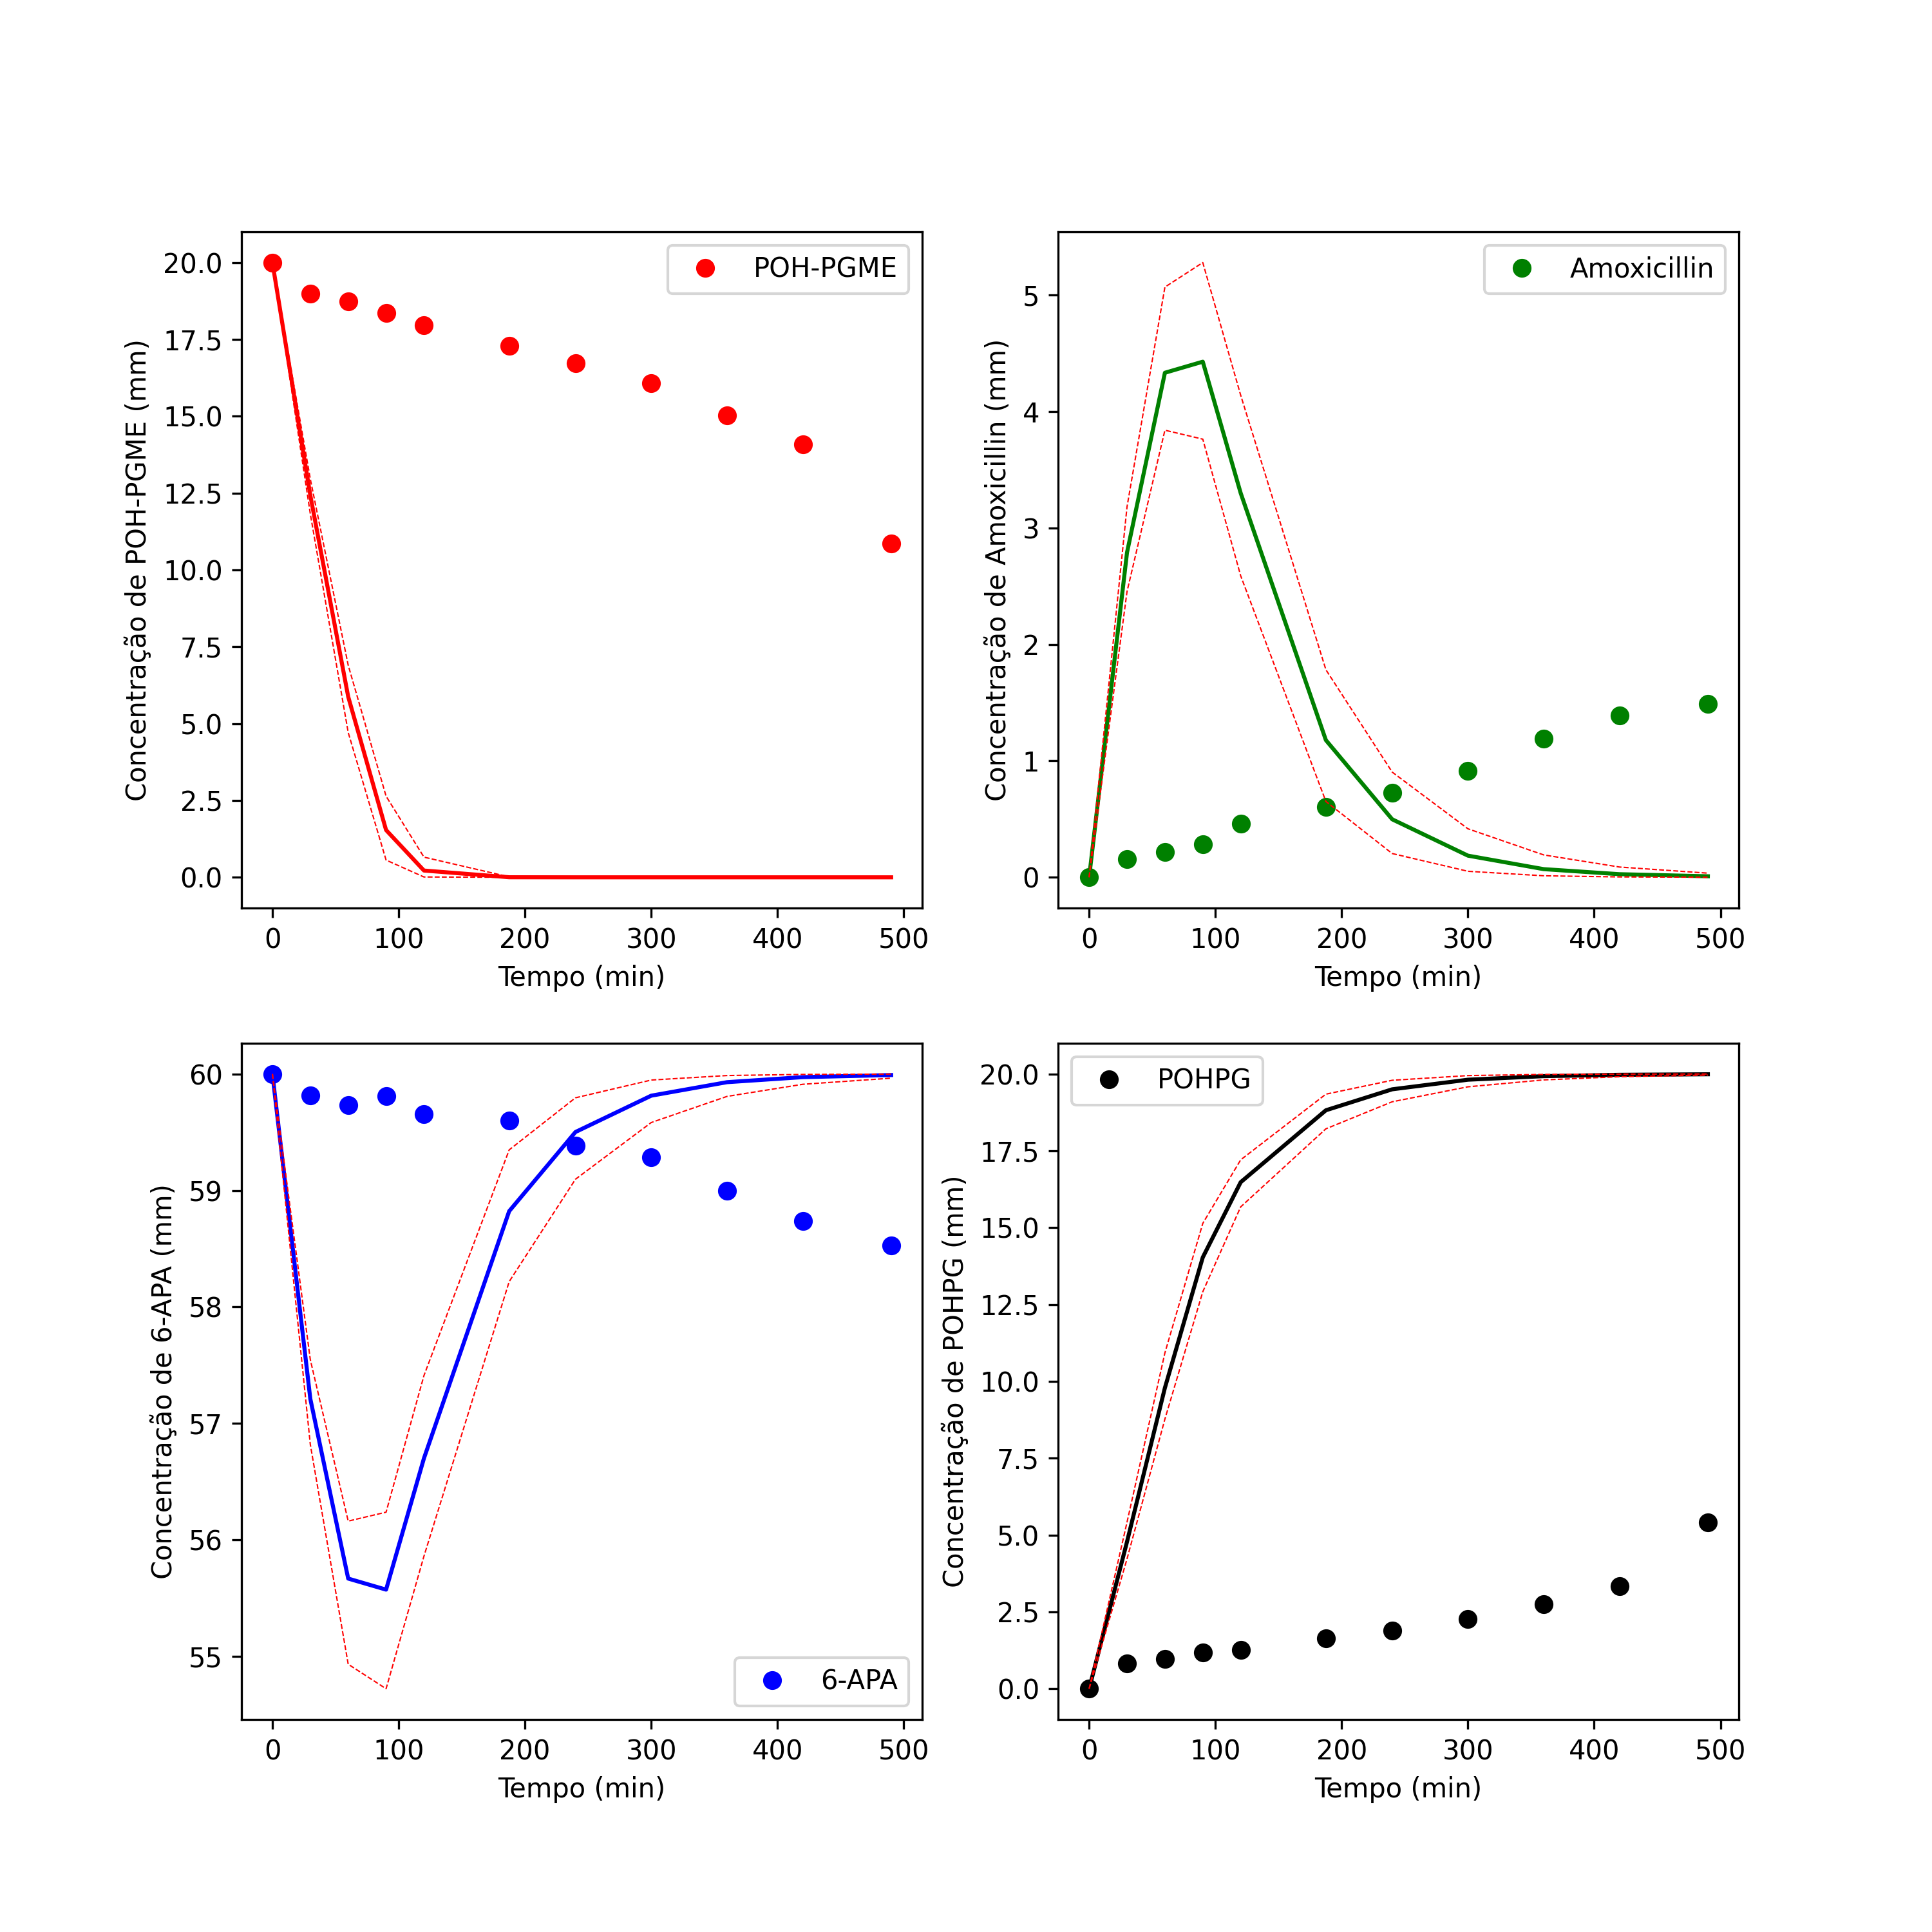 POH-PGME
20.0
17.5
15.0
12.5
10.0
7.5
5.0
2.5
0.0
Concentração de POH-PGME (mm)
0 100 200 300 400 500
Tempo (min)
Amoxicillin
5
4
3
2
1
0
Concentração de Amoxicillin (mm)
0 100 200 300 400 500
Tempo (min)
6-APA
60
59
58
57
56
55
Concentração de 6-APA (mm)
0 100 200 300 400 500
Tempo (min)
POHPG
20.0
17.5
15.0
12.5
10.0
7.5
5.0
2.5
0.0
Concentração de POHPG (mm)
0 100 200 300 400 500
Tempo (min)